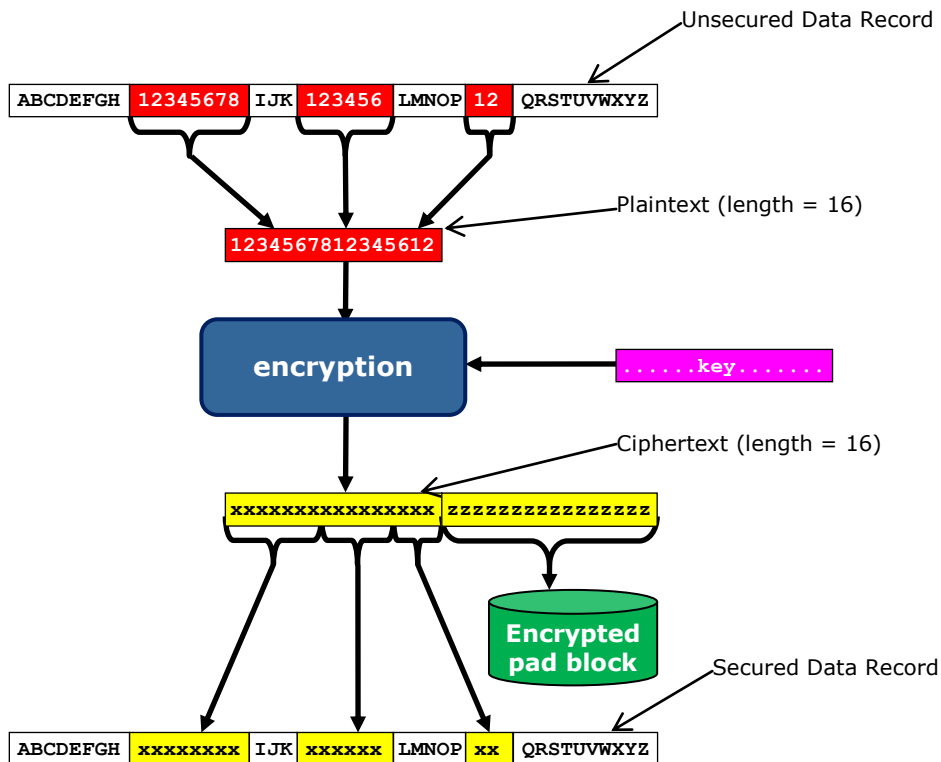 Unsecured Data Record
ABCDEFGH 12345678 IJK 123456 LMNOP 12 QRSTUVWXYZ
Plaintext (length = 16)
1234567812345612
encryption
......key.......
Ciphertext (length = 16)
xxxxxxxxxxxxxxxx zzzzzzzzzzzzzzzz
Encrypted
pad block
Secured Data Record
ABCDEFGH xxxxxxxx IJK xxxxxx LMNOP xx QRSTUVWXYZ